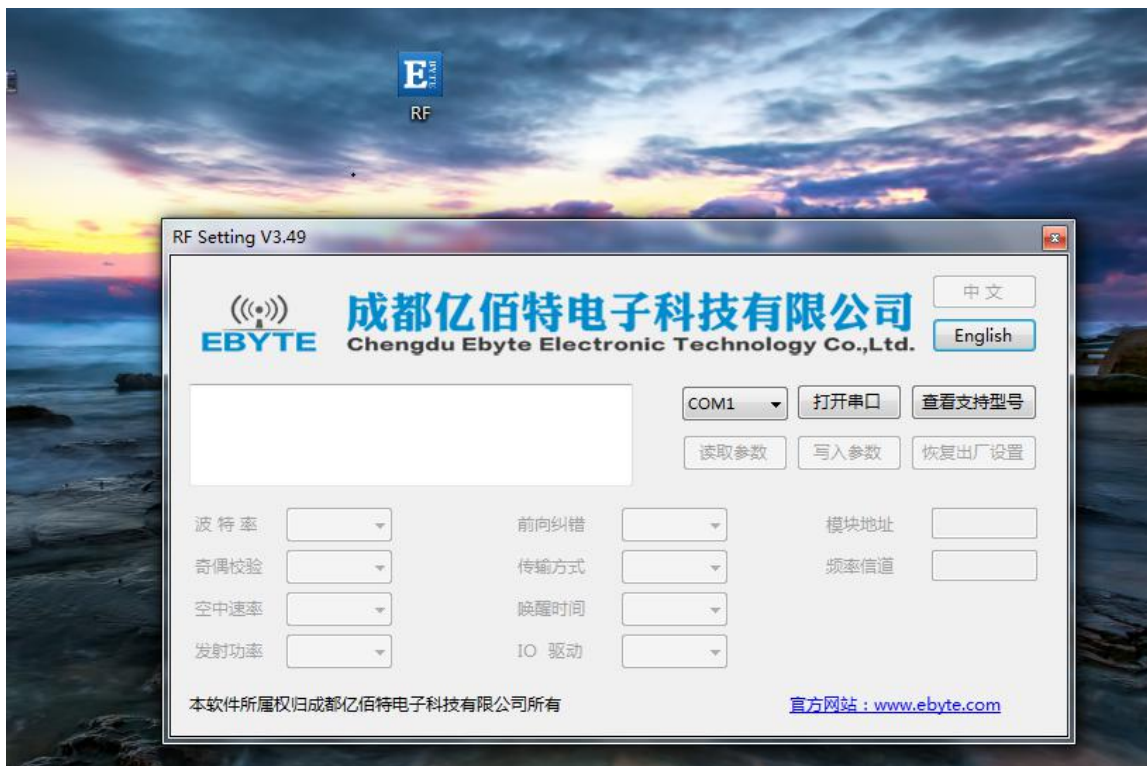 E BYTE
RF
RF Setting V3.49
EBYTE
成都亿佰特电子科技有限公司
Chengdu Ebyte Electronic Technology Co.,Ltd.
中文
English
COM1 打开串口 查看支持型号
读取参数 写入参数 恢复出厂设置
波特率 前向纠错 模块地址
奇偶校验 传输方式 频率信道
空中速率 唤醒时间
发射功率 IO 驱动
本软件所属权归成都亿佰特电子科技有限公司所有 官方网站：www.ebyte.com